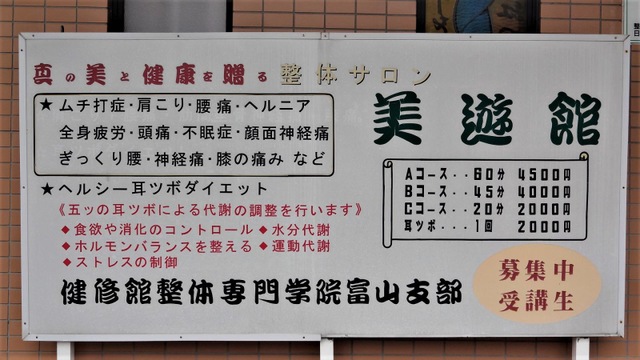 真の美と健康を贈る 整体サロン
美遊館
★ムチ打症・肩こり・腰痛・ヘルニア
全身疲労・頭痛・不眠症・顔面神経痛
ぎっくり腰・神経痛・膝の痛み など
Aコース・・60分 4500円
Bコース・・45分 4000円
Cコース・・20分 2000円
耳ツボ・・1回 2000円
★ヘルシー耳ツボダイエット
《五ッの耳ツボによる代謝の調整を行います》
◆食欲や消化のコントロール◆水分代謝
◆ホルモンバランスを整える◆運動代謝
◆ストレスの制御
健修館整体専門学院富山支部
募集中
受講生